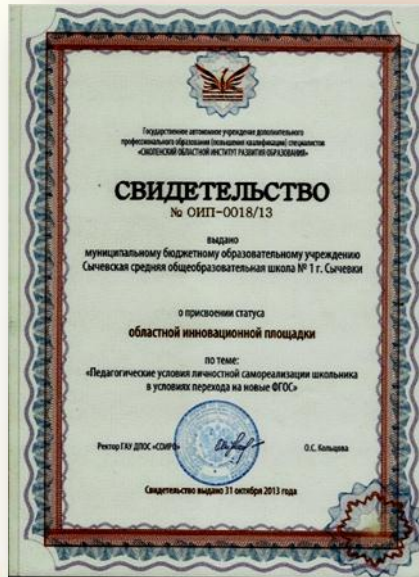 Государственное автономное учреждение дополнительного
профессионального образования (повышения квалификации) специалистов
«СМОЛЕНСКИЙ ОБЛАСТНОЙ ИНСТИТУТ РАЗВИТИЯ ОБРАЗОВАНИЯ»
СВИДЕТЕЛЬСТВО
№ ОИП-0018/13
выдано
муниципальному бюджетному образовательному учреждению
Сычевская средняя общеобразовательная школа № 1 г. Сычевки
о присвоении статуса
областной инновационной площадки
по теме:
«Педагогические условия личностной самореализации школьника
в условиях перехода на новые ФГОС»
Ректор ГАУ ДПОС «СОИРО» О.С. Кольцова
Свидетельство выдано 31 октября 2013 года